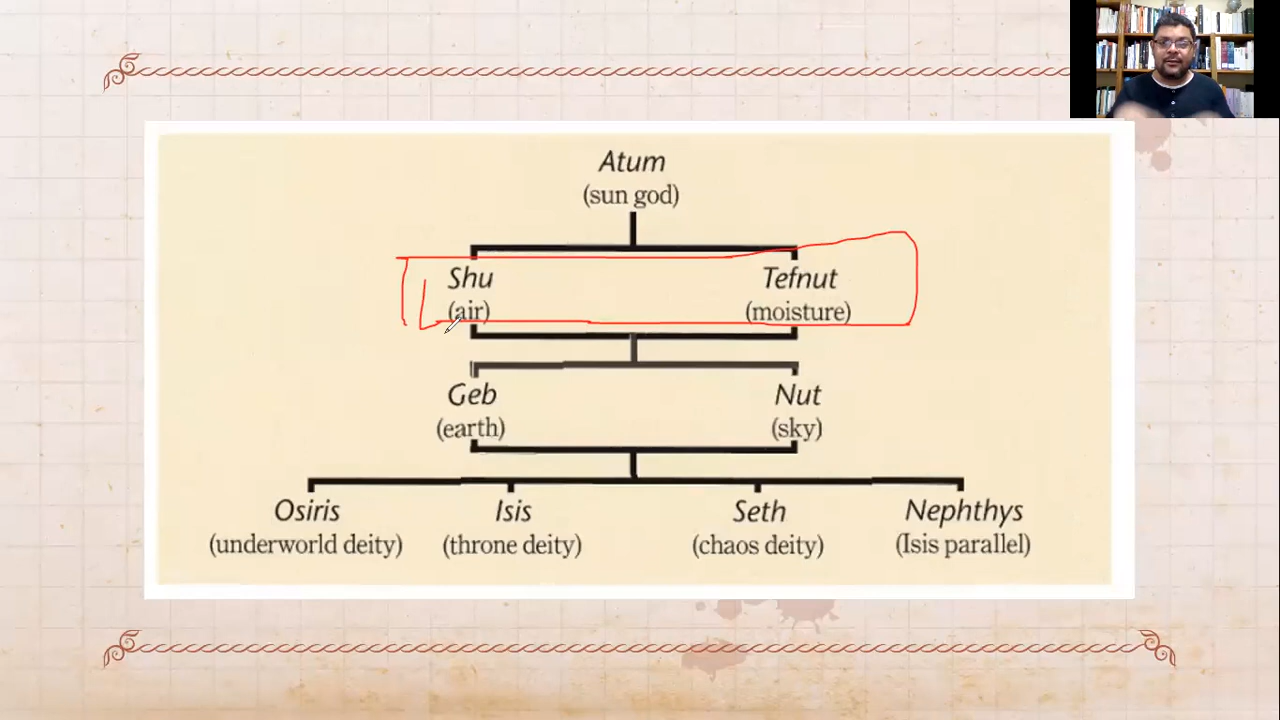 Atum
(sun god)
Shu Tefnut
(air) (moisture)
Geb Nut
(earth) (sky)
Osiris Isis Seth Nephthys
(underworld deity) (throne deity) (chaos deity) (Isis parallel)